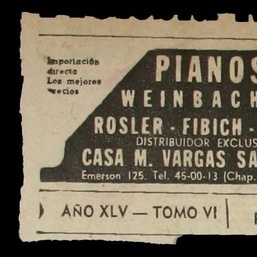 Importación
directa
Los mejores
PIANOS
WEINBACH
ROSLER - FIBICH -
DISTRIBUIDOR EXCLUS
CASA M. VARGAS SA
Emerson 125. Tel. 45-00-13 (Chap.
AÑO XLV — TOMO VI